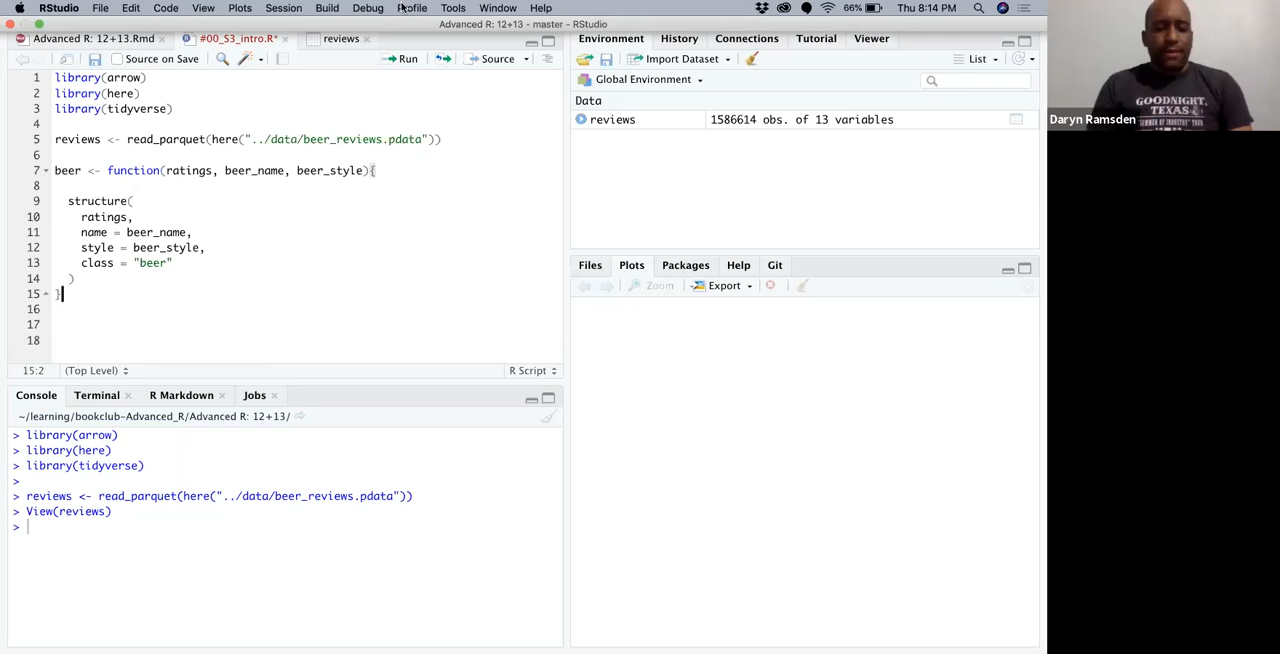 RStudio File Edit Code View Plots Session Build Debug Profile Tools Window Help 66% Thu 8:14 PM
Advanced R: 12+13 - master - RStudio
Advanced R: 12+13.Rmd #00_S3_intro.R* reviews
Source on Save Run Source
1 library(arrow)
2 library(here)
3 library(tidyverse)
4
5 reviews <- read_parquet(here("../data/beer_reviews.pdata"))
6
7 beer <- function(ratings, beer_name, beer_style){
8
9 structure(
10 ratings,
11 name = beer_name,
12 style = beer_style,
13 class = "beer"
14 )
15 }
16
17
18
15:2 (Top Level) R Script
Console Terminal R Markdown Jobs
~/learning/bookclub-Advanced_R/Advanced R: 12+13/
> library(arrow)
> library(here)
> library(tidyverse)
>
> reviews <- read_parquet(here("../data/beer_reviews.pdata"))
> View(reviews)
>
Environment History Connections Tutorial Viewer
Import Dataset List
Global Environment
Data
reviews 1586614 obs. of 13 variables
Files Plots Packages Help Git
Zoom Export
GOODNIGHT,
TEXAS
Daryn Ramsden